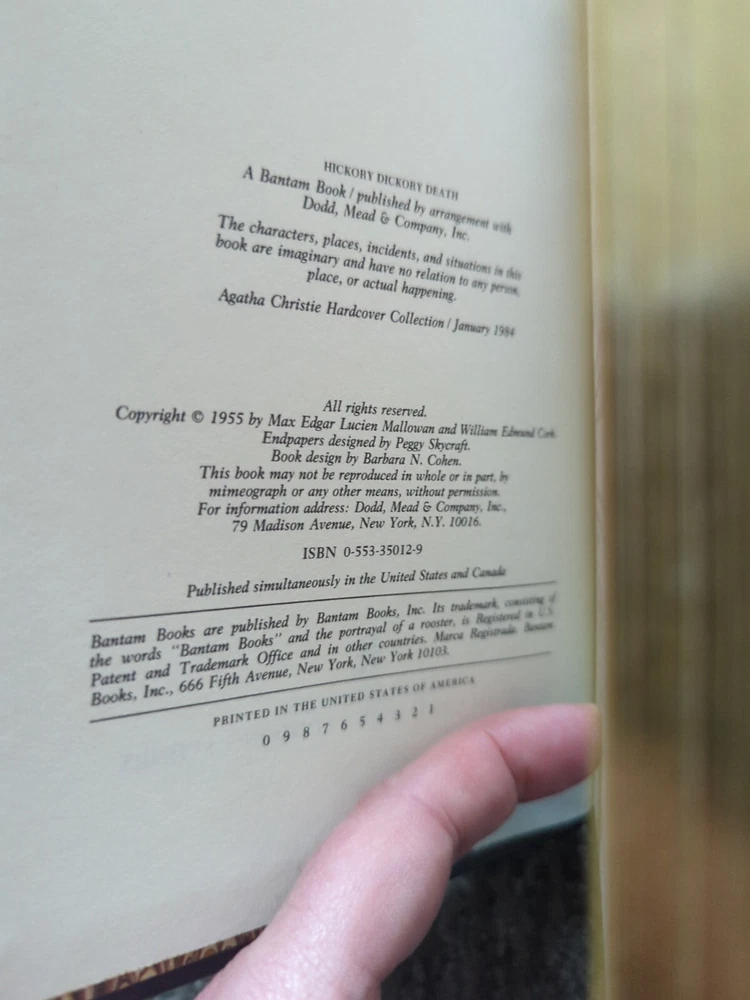 HICKORY DICKORY DEATH
A Bantam Book / published by arrangement with
Dodd, Mead & Company, Inc.
The characters, places, incidents, and situations in this
book are imaginary and have no relation to any person,
place, or actual happening.
Agatha Christie Hardcover Collection / January 1984
All rights reserved.
Copyright © 1955 by Max Edgar Lucien Mallowan and William Edmund Cork.
Endpapers designed by Peggy Skycraft.
Book design by Barbara N. Cohen.
This book may not be reproduced in whole or in part, by
mimeograph or any other means, without permission.
For information address: Dodd, Mead & Company, Inc.,
79 Madison Avenue, New York, N.Y. 10016.
ISBN 0-553-35012-9
Published simultaneously in the United States and Canada
Bantam Books are published by Bantam Books, Inc. Its trademark, consisting of
the words "Bantam Books" and the portrayal of a rooster, is Registered in U.S.
Patent and Trademark Office and in other countries. Marca Registrada. Bantam
Books, Inc., 666 Fifth Avenue, New York, New York 10103.
PRINTED IN THE UNITED STATES OF AMERICA
0 9 8 7 6 5 4 3 2 1